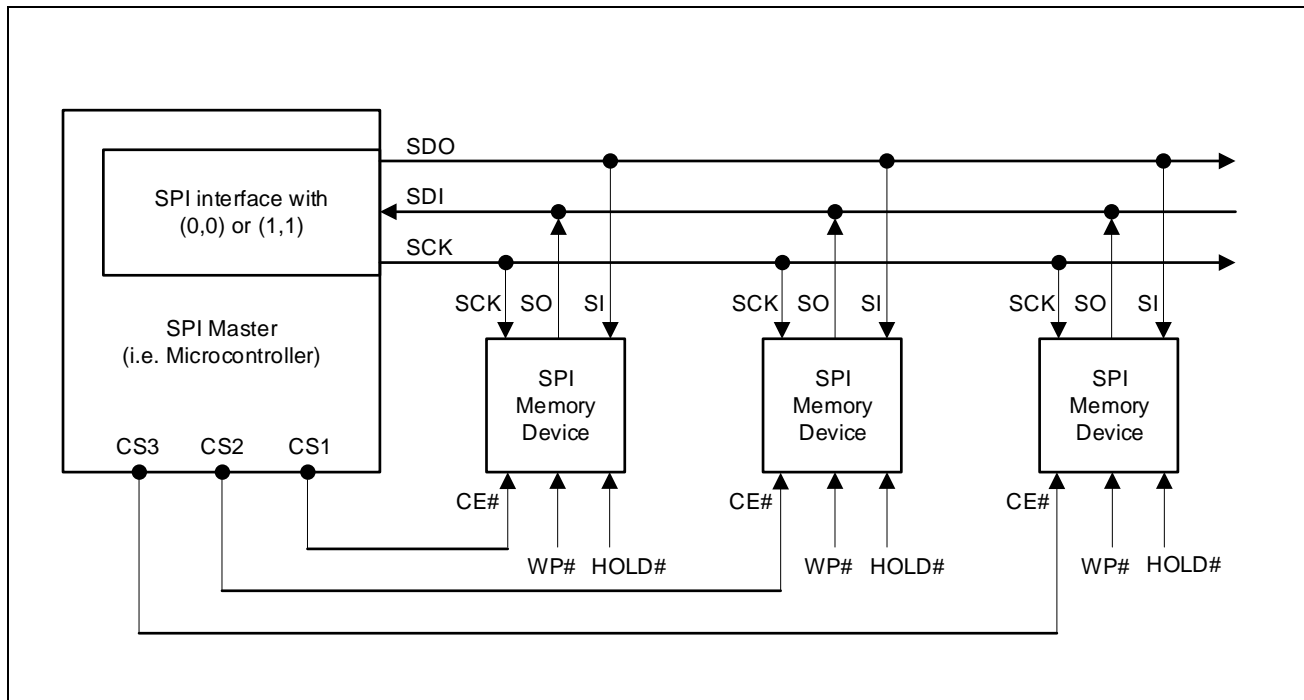 SDO
SPI interface with
(0,0) or (1,1)
SDI
SCK
SPI Master
(i.e. Microcontroller)
SCK
SO
SI
SCK
SO
SI
SCK
SO
SI
SPI
Memory
Device
SPI
Memory
Device
SPI
Memory
Device
CS3
CS2
CS1
CE#
WP#
HOLD#
CE#
WP#
HOLD#
CE#
WP#
HOLD#